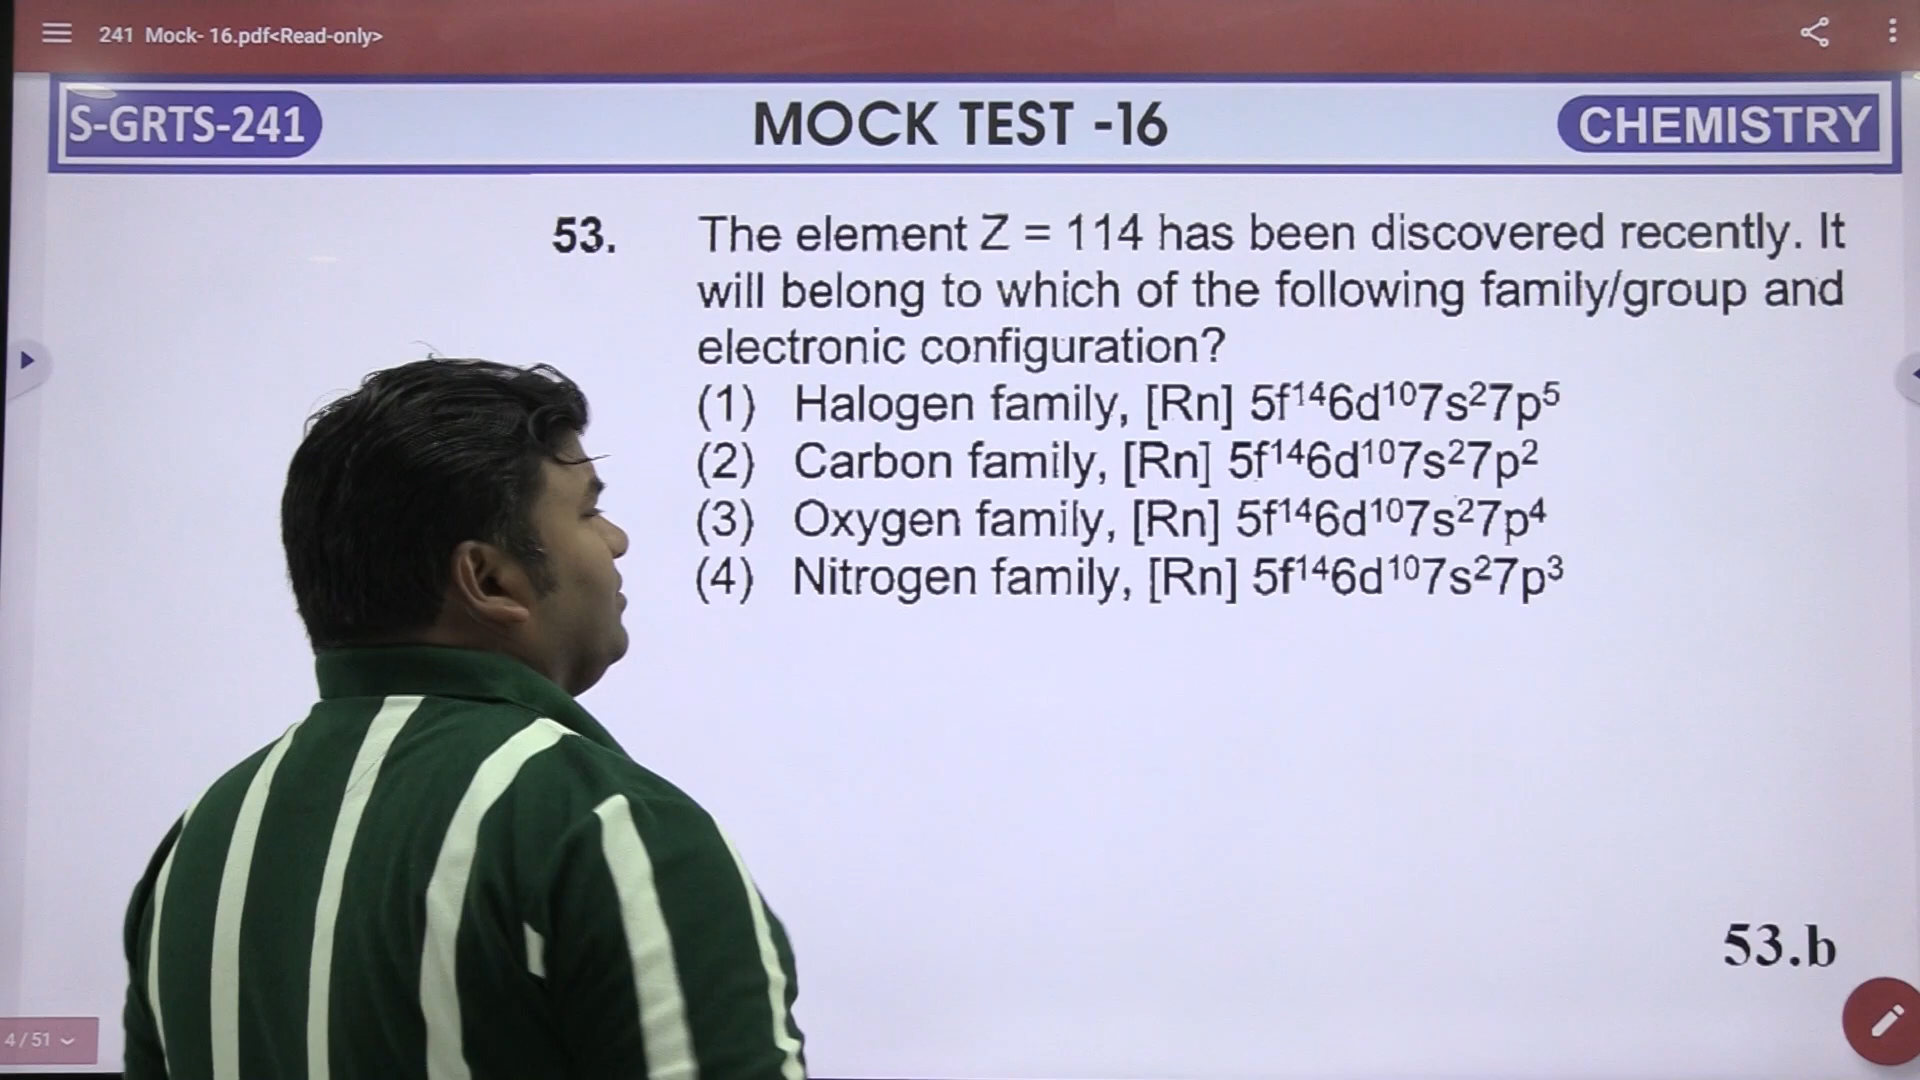 241 Mock- 16.pdf<Read-only>
S-GRTS-241
MOCK TEST -16
CHEMISTRY
53. The element Z = 114 has been discovered recently. It
will belong to which of the following family/group and
electronic configuration?
(1) Halogen family, [Rn] 5f¹⁴6d¹⁰7s²7p⁵
(2) Carbon family, [Rn] 5f¹⁴6d¹⁰7s²7p²
(3) Oxygen family, [Rn] 5f¹⁴6d¹⁰7s²7p⁴
(4) Nitrogen family, [Rn] 5f¹⁴6d¹⁰7s²7p³
53.b
4 / 51